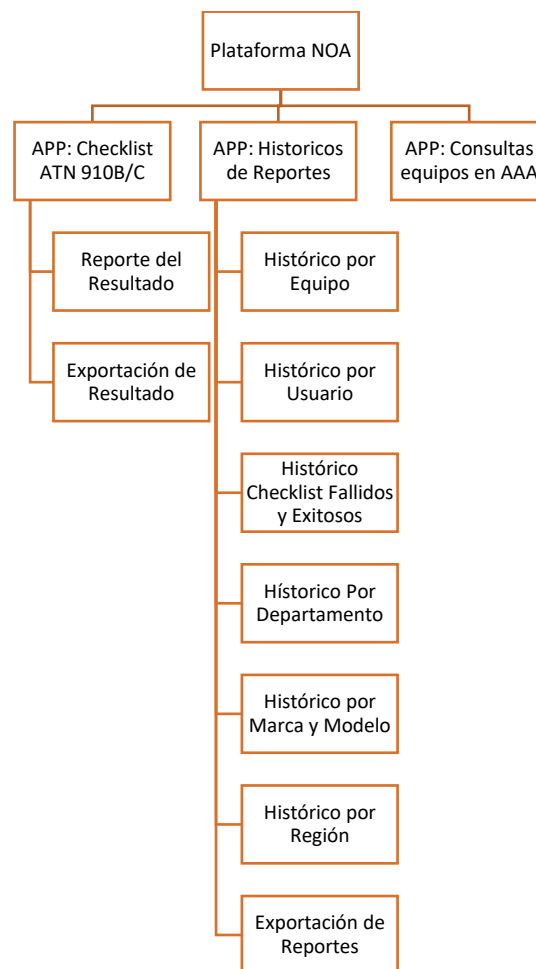 Plataforma NOA
APP: Checklist
ATN 910B/C
APP: Historicos
de Reportes
APP: Consultas
equipos en AAA
Reporte del
Resultado
Exportación de
Resultado
Histórico por
Equipo
Histórico por
Usuario
Histórico
Checklist Fallidos
y Exitosos
Hístorico Por
Departamento
Histórico por
Marca y Modelo
Histórico por
Región
Exportación de
Reportes